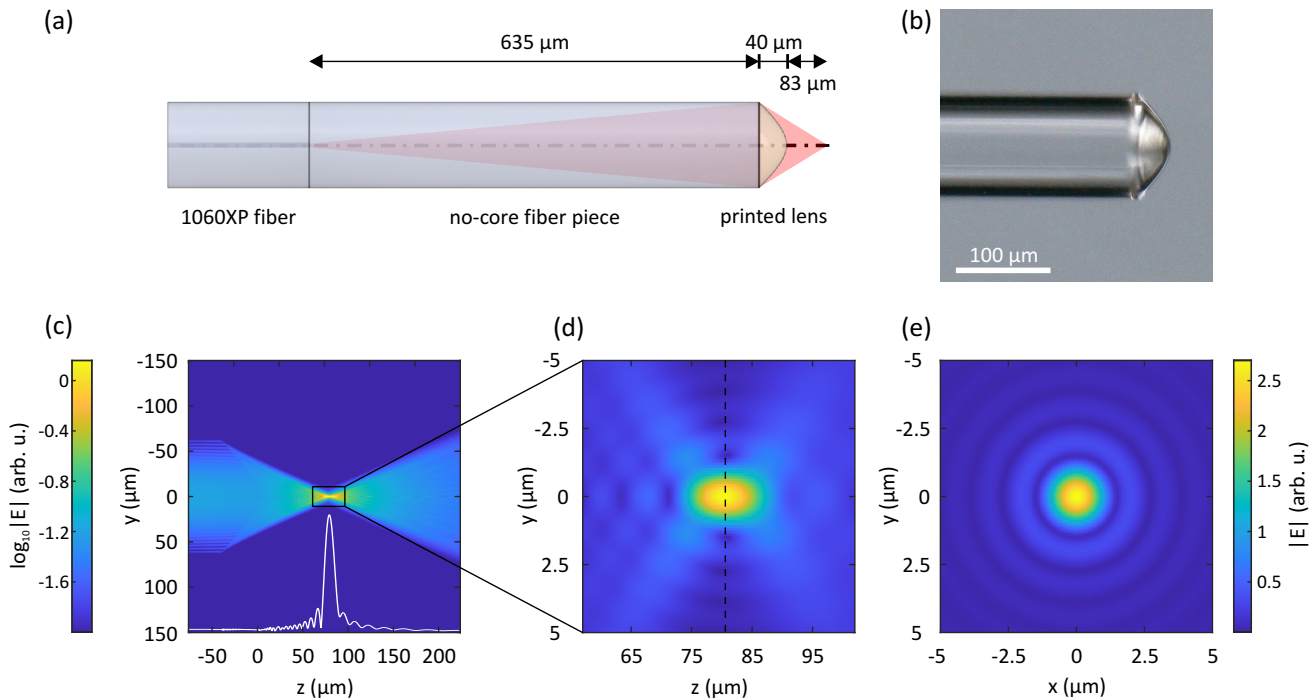 (a)
635 μm
40 μm
83 μm
1060XP fiber
no-core fiber piece
printed lens
(b)
100 μm
(c)
log₁₀|E| (arb. u.)
0
-0.4
-0.8
-1.2
-1.6
y (μm)
-150
-100
-50
0
50
100
150
-50
0
50
100
150
200
z (μm)
(d)
y (μm)
-5
-2.5
0
2.5
5
65
75
85
95
z (μm)
(e)
y (μm)
-5
-2.5
0
2.5
5
-5
-2.5
0
2.5
5
x (μm)
2.5
2
1.5
1
0.5
|E| (arb. u.)